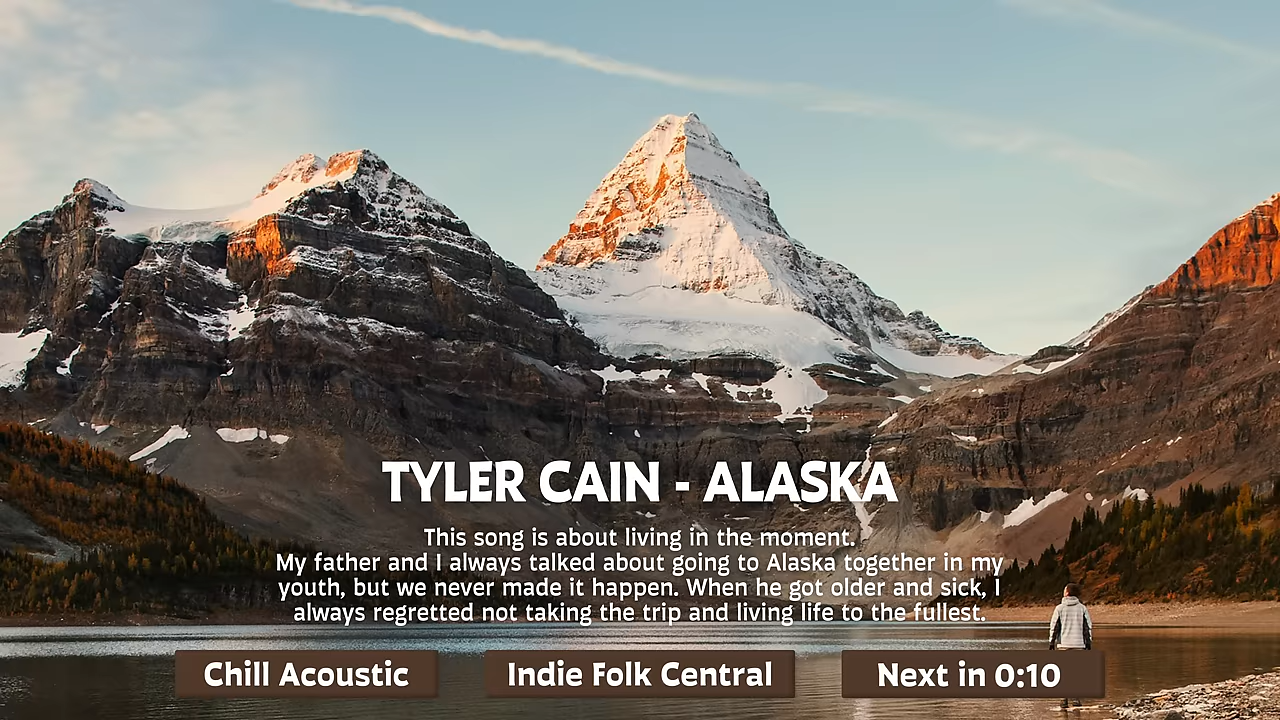 TYLER CAIN - ALASKA
This song is about living in the moment.
My father and I always talked about going to Alaska together in my
youth, but we never made it happen. When he got older and sick, I
always regretted not taking the trip and living life to the fullest.
Chill Acoustic
Indie Folk Central
Next in 0:10